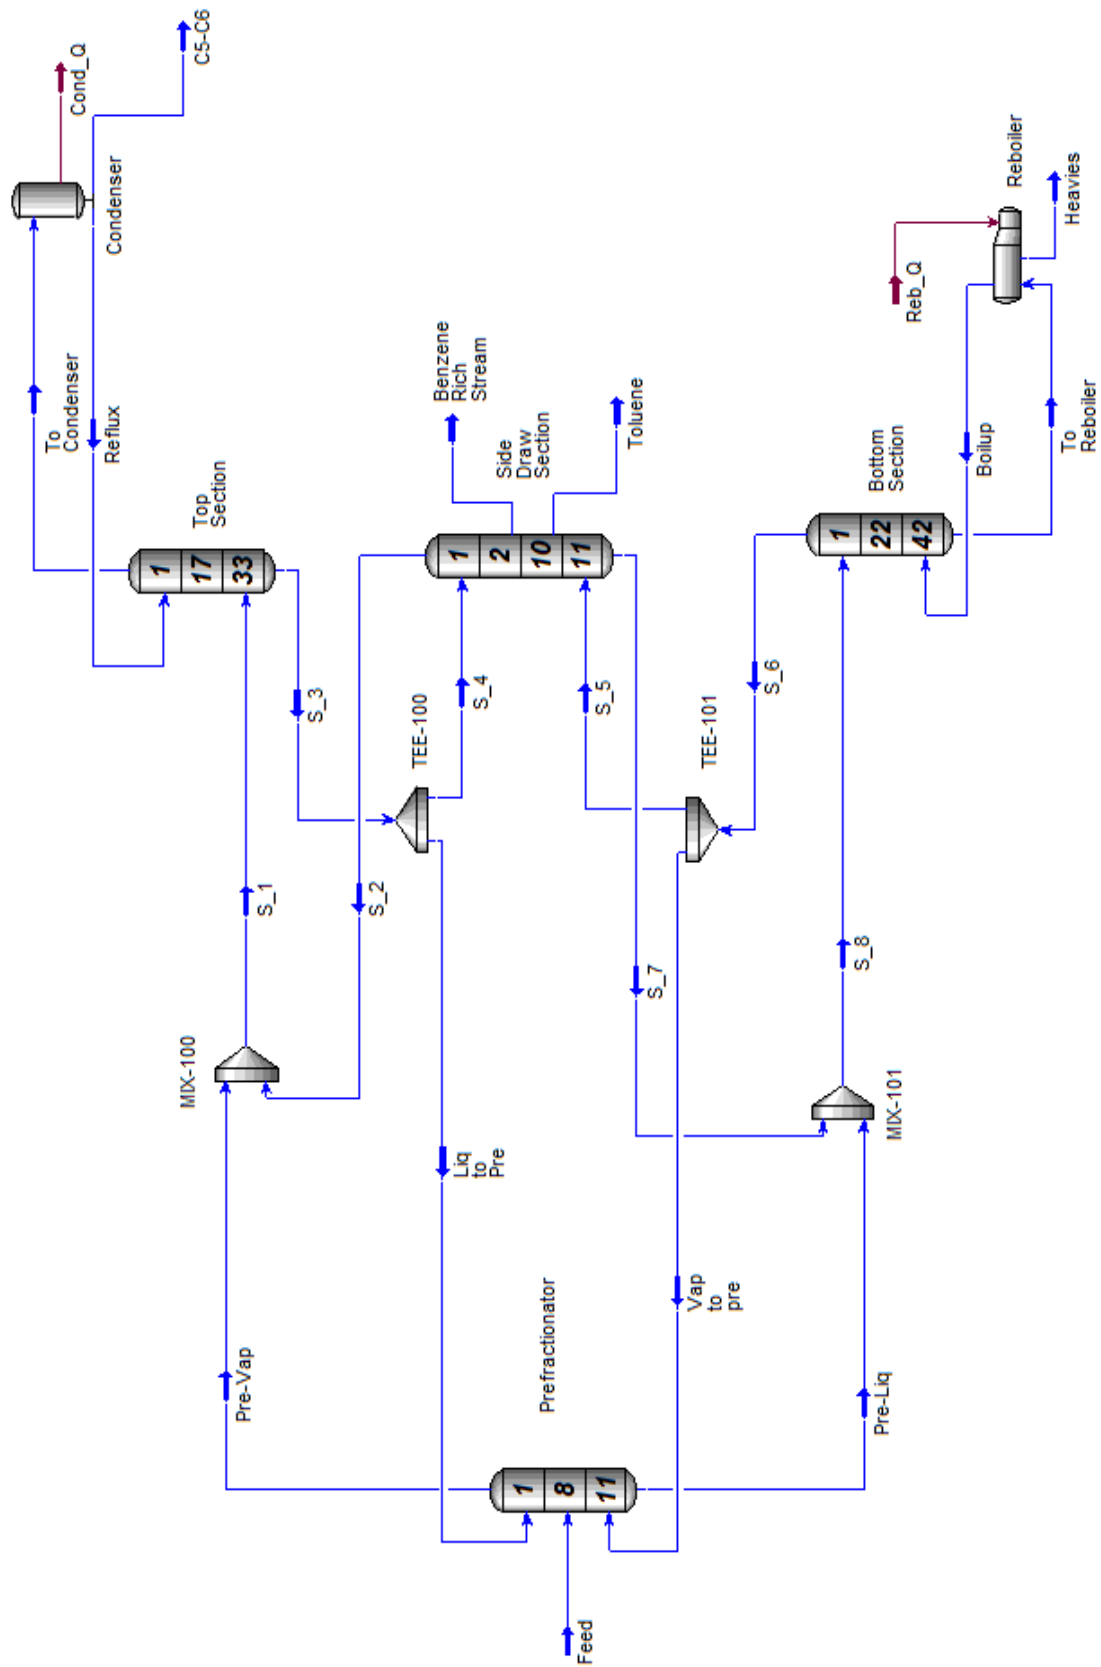 Cond_Q
C5-C6
Condenser
To
Condenser
Reflux
Top
Section
1
17
33
S_3
S_1
MIX-100
Pre-Vap
Benzene
Rich
Stream
Side
Draw
Section
Toluene
1
2
10
11
S_4
TEE-100
S_2
S_5
TEE-101
S_7
Liq
to
Pre
Vap
to
pre
Prefractionator
1
8
11
Feed
Pre-Liq
MIX-101
S_8
S_6
Bottom
Section
1
22
42
Boilup
To
Reboiler
Reb_Q
Reboiler
Heavies